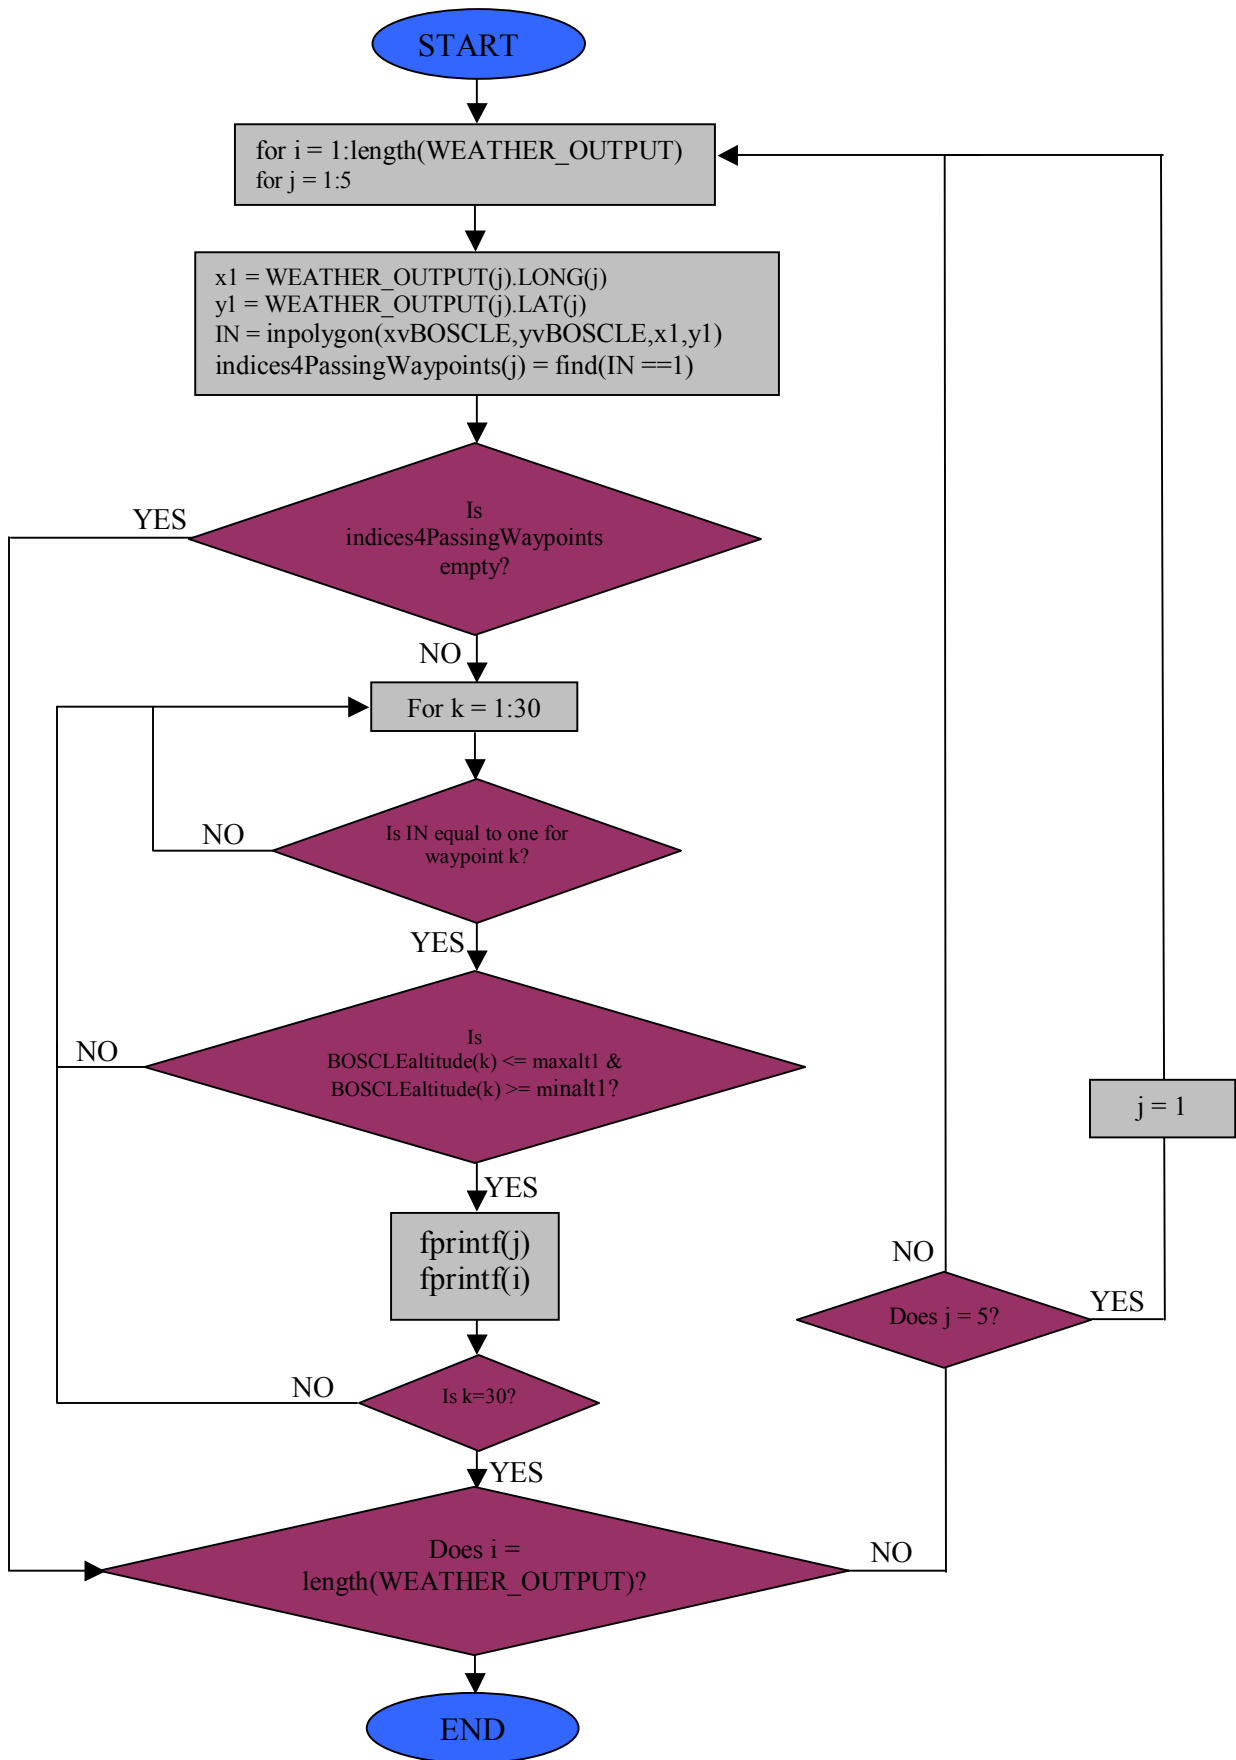 START
for i = 1:length(WEATHER_OUTPUT)
for j = 1:5
x1 = WEATHER_OUTPUT(j).LONG(j)
y1 = WEATHER_OUTPUT(j).LAT(j)
IN = inpolygon(xvBOSCLE,yvBOSCLE,x1,y1)
indices4PassingWaypoints(j) = find(IN ==1)
YES
Is
indices4PassingWaypoints
empty?
NO
For k = 1:30
NO
Is IN equal to one for
waypoint k?
YES
NO
Is
BOSCLEaltitude(k) <= maxalt1 &
BOSCLEaltitude(k) >= minalt1?
j = 1
YES
fprintf(j)
fprintf(i)
NO
Does j = 5?
YES
NO
Is k=30?
YES
Does i =
length(WEATHER_OUTPUT)?
NO
END